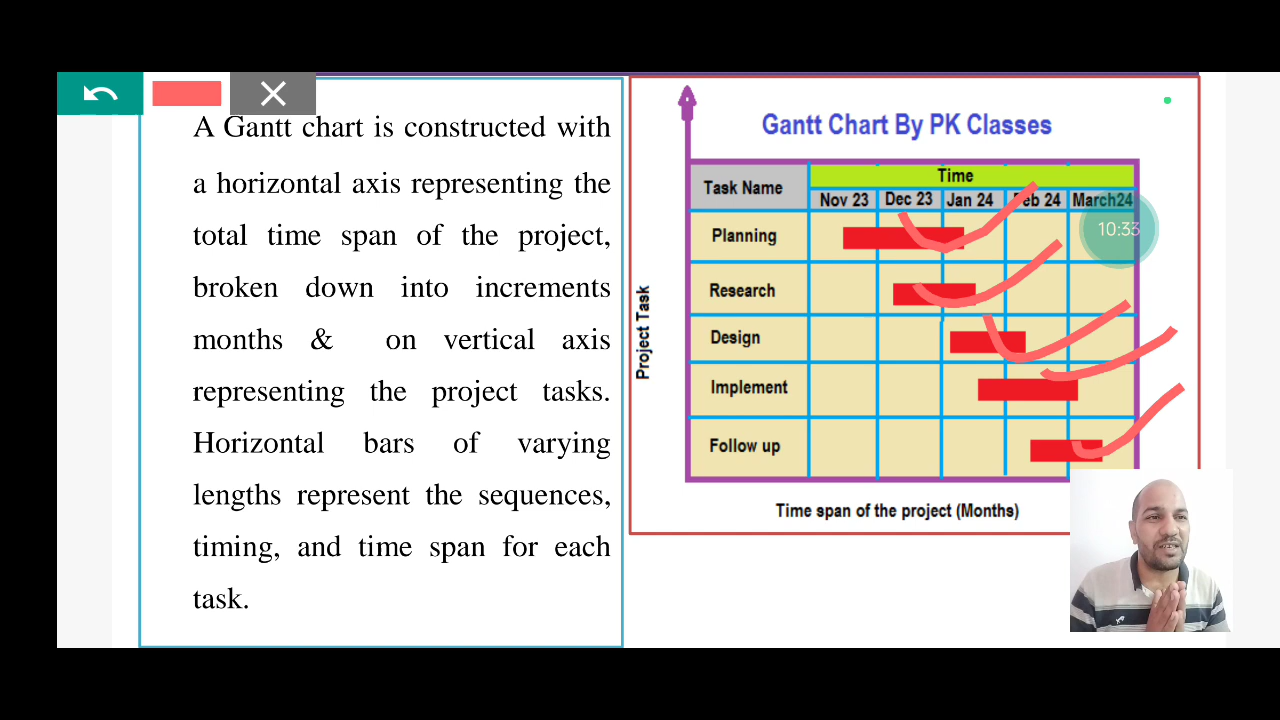 A Gantt chart is constructed with
a horizontal axis representing the
total time span of the project,
broken down into increments
months & on vertical axis
representing the project tasks.
Horizontal bars of varying
lengths represent the sequences,
timing, and time span for each
task.
Gantt Chart By PK Classes
Task Name
Time
Nov 23 Dec 23 Jan 24 Feb 24 March24
10:33
Planning
Research
Design
Implement
Follow up
Project Task
Time span of the project (Months)